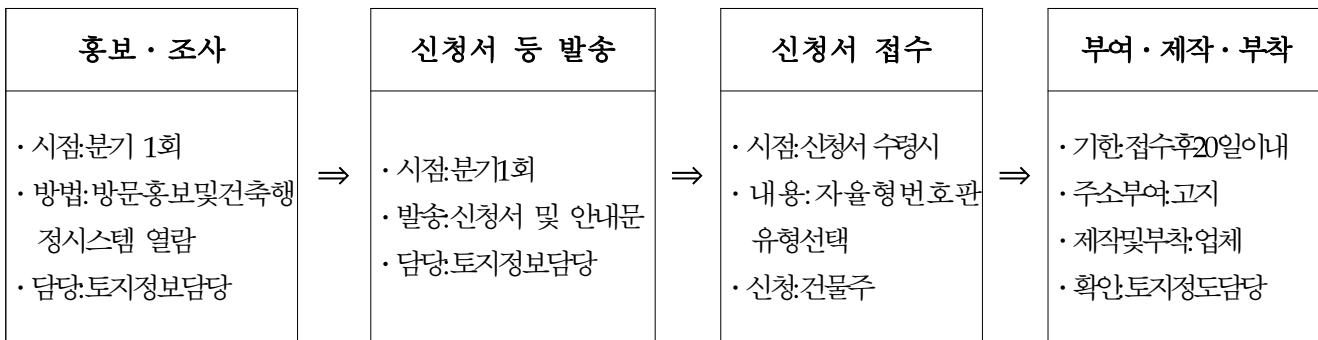 홍보 · 조사
· 시점:분기 1회
· 방법:방문홍보및건축행
정시스템 열람
· 담당:토지정보담당
⇒
신청서 등 발송
· 시점:분기1회
· 발송:신청서 및 안내문
· 담당:토지정보담당
⇒
신청서 접수
· 시점:신청서 수령시
· 내용:자율형번호판
유형선택
· 신청:건물주
⇒
부여 · 제작 · 부착
· 기한:접수후20일이내
· 주소부여:고지
· 제작및부착:업체
· 확인:토지정도담당